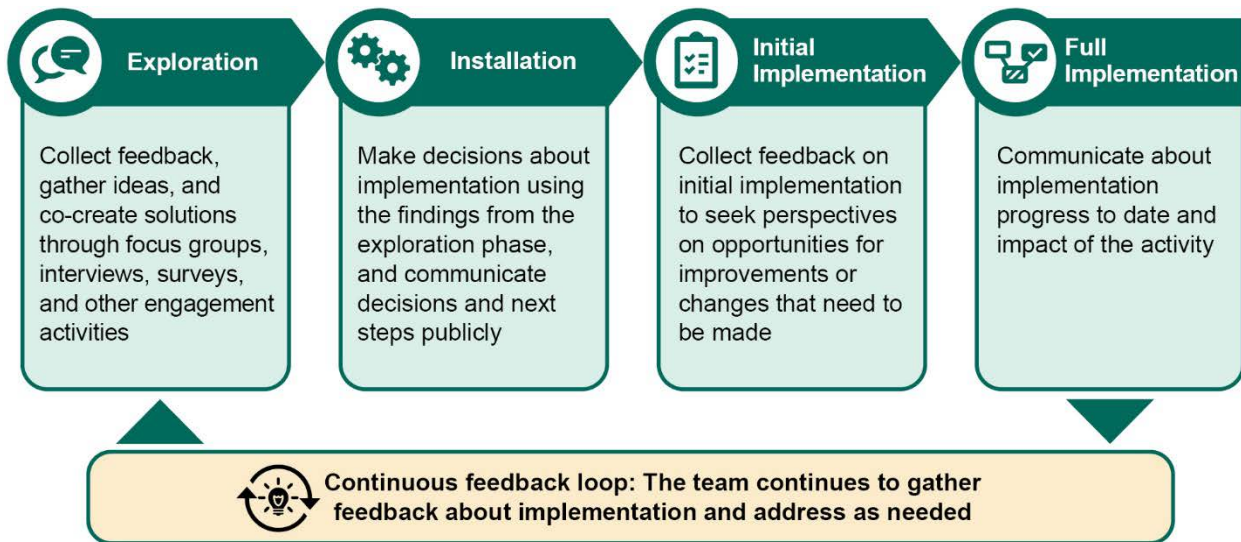 Exploration
Collect feedback,
gather ideas, and
co-create solutions
through focus groups,
interviews, surveys,
and other engagement
activities
Installation
Make decisions about
implementation using
the findings from the
exploration phase,
and communicate
decisions and next
steps publicly
Initial
Implementation
Collect feedback on
initial implementation
to seek perspectives
on opportunities for
improvements or
changes that need to
be made
Full
Implementation
Communicate about
implementation
progress to date and
impact of the activity
Continuous feedback loop: The team continues to gather
feedback about implementation and address as needed